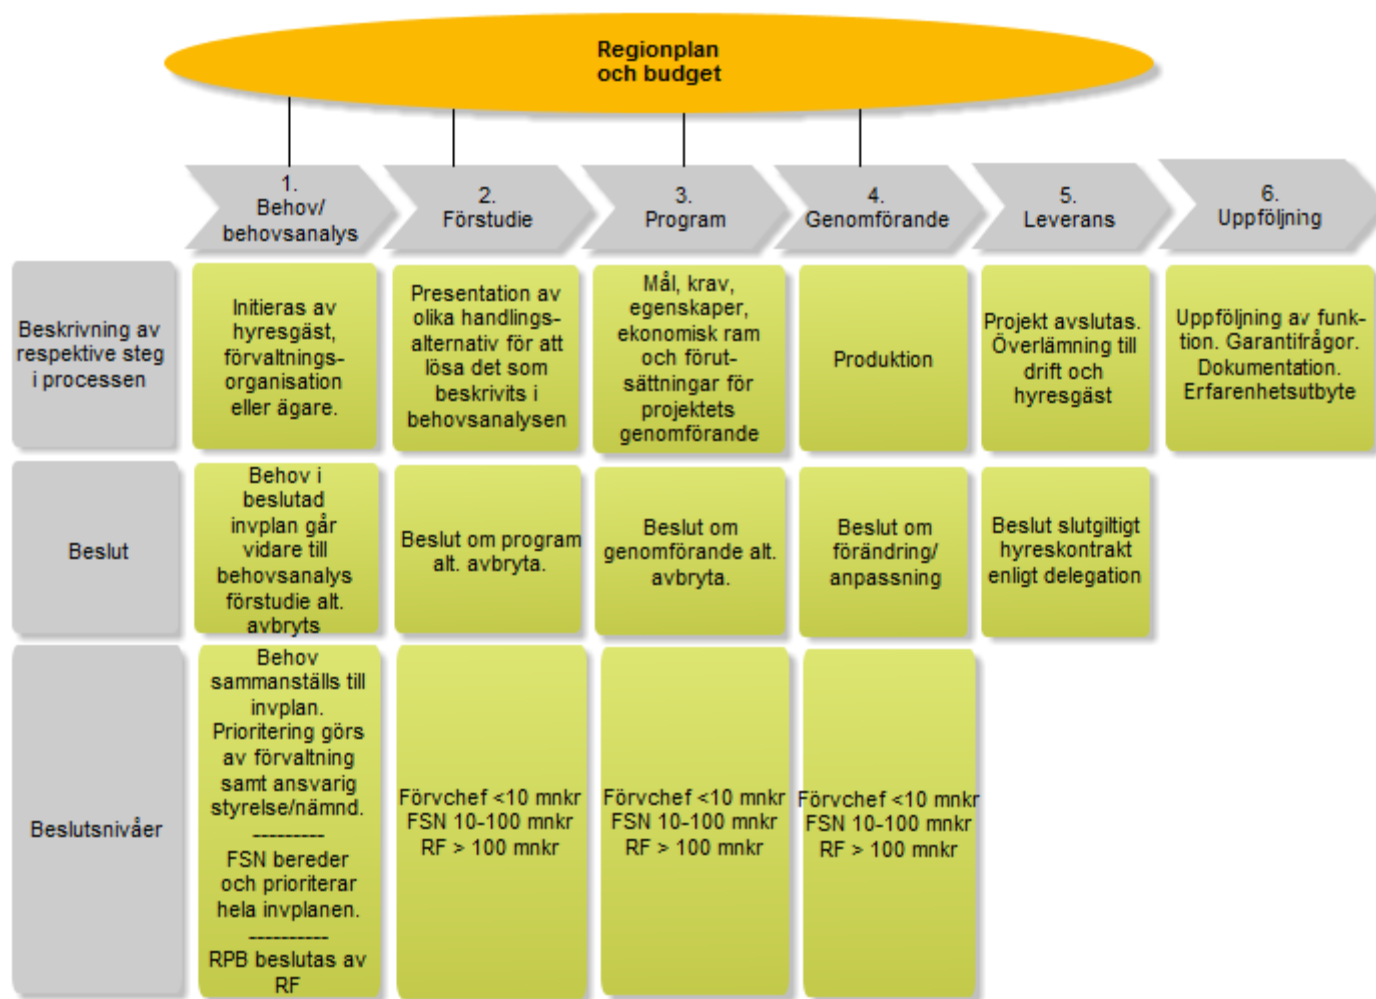 Regionplan
och budget
1.
Behov/
behovsanalys
2.
Förstudie
3.
Program
4.
Genomförande
5.
Leverans
6.
Uppföljning
Beskrivning av
respektive steg
i processen
Initieras av
hyresgäst,
förvaltnings-
organisation
eller ägare.
Presentation av
olika handlings-
alternativ för att
lösa det som
beskrivits i
behovsanalysen
Mål, krav,
egenskaper,
ekonomisk ram
och förut-
sättningar för
projektets
genomförande
Produktion
Projekt avslutas.
Överlämning till
drift och
hyresgäst
Uppföljning av funk-
tion. Garantifrågor.
Dokumentation.
Erfarenhetsutbyte
Beslut
Behov i
beslutad
invplan går
vidare till
behovsanalys
förstudie alt.
avbryts
Beslut om program
alt. avbryta.
Beslut om
genomförande alt.
avbryta.
Beslut om
förändring/
anpassning
Beslut slutgiltigt
hyreskontrakt
enligt delegation
Beslutsnivåer
Behov
sammanställs till
invplan.
Prioritering görs
av förvaltning
samt ansvarig
styrelse/nämnd.
---------
FSN bereder
och prioriterar
hela invplanen.
----------
RPB beslutas av
RF
Förvchef <10 mnkr
FSN 10-100 mnkr
RF > 100 mnkr
Förvchef <10 mnkr
FSN 10-100 mnkr
RF > 100 mnkr
Förvchef <10 mnkr
FSN 10-100 mnkr
RF > 100 mnkr